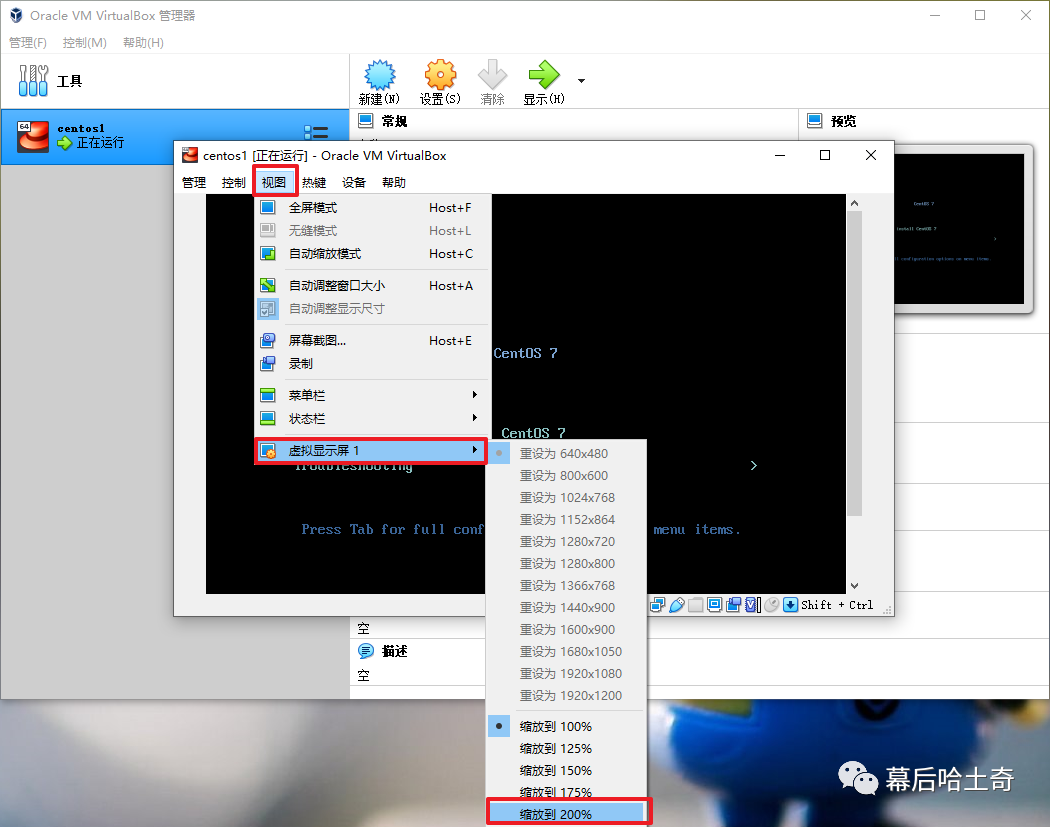 Oracle VM VirtualBox 管理器
管理(F) 控制(M) 帮助(H)
工具
新建(N) 设置(S) 清除 显示(H)
64
centos1
正在运行
常规
预览
centos1 [正在运行] - Oracle VM VirtualBox
管理 控制 视图 热键 设备 帮助
全屏模式 Host+F
无缝模式 Host+L
自动缩放模式 Host+C
自动调整窗口大小 Host+A
自动调整显示尺寸
屏幕截图... Host+E
录制
菜单栏
状态栏
虚拟显示屏 1
CentOS 7
CentOS 7
Troubleshooting
Press Tab for full conf
menu items.
重设为 640x480
重设为 800x600
重设为 1024x768
重设为 1152x864
重设为 1280x720
重设为 1280x800
重设为 1366x768
重设为 1440x900
重设为 1600x900
重设为 1680x1050
重设为 1920x1080
重设为 1920x1200
缩放到 100%
缩放到 125%
缩放到 150%
缩放到 175%
缩放到 200%
Shift + Ctrl
CentOS 7
install CentOS 7
l configuration options on menu items.
空
描述
空
幕后哈土奇